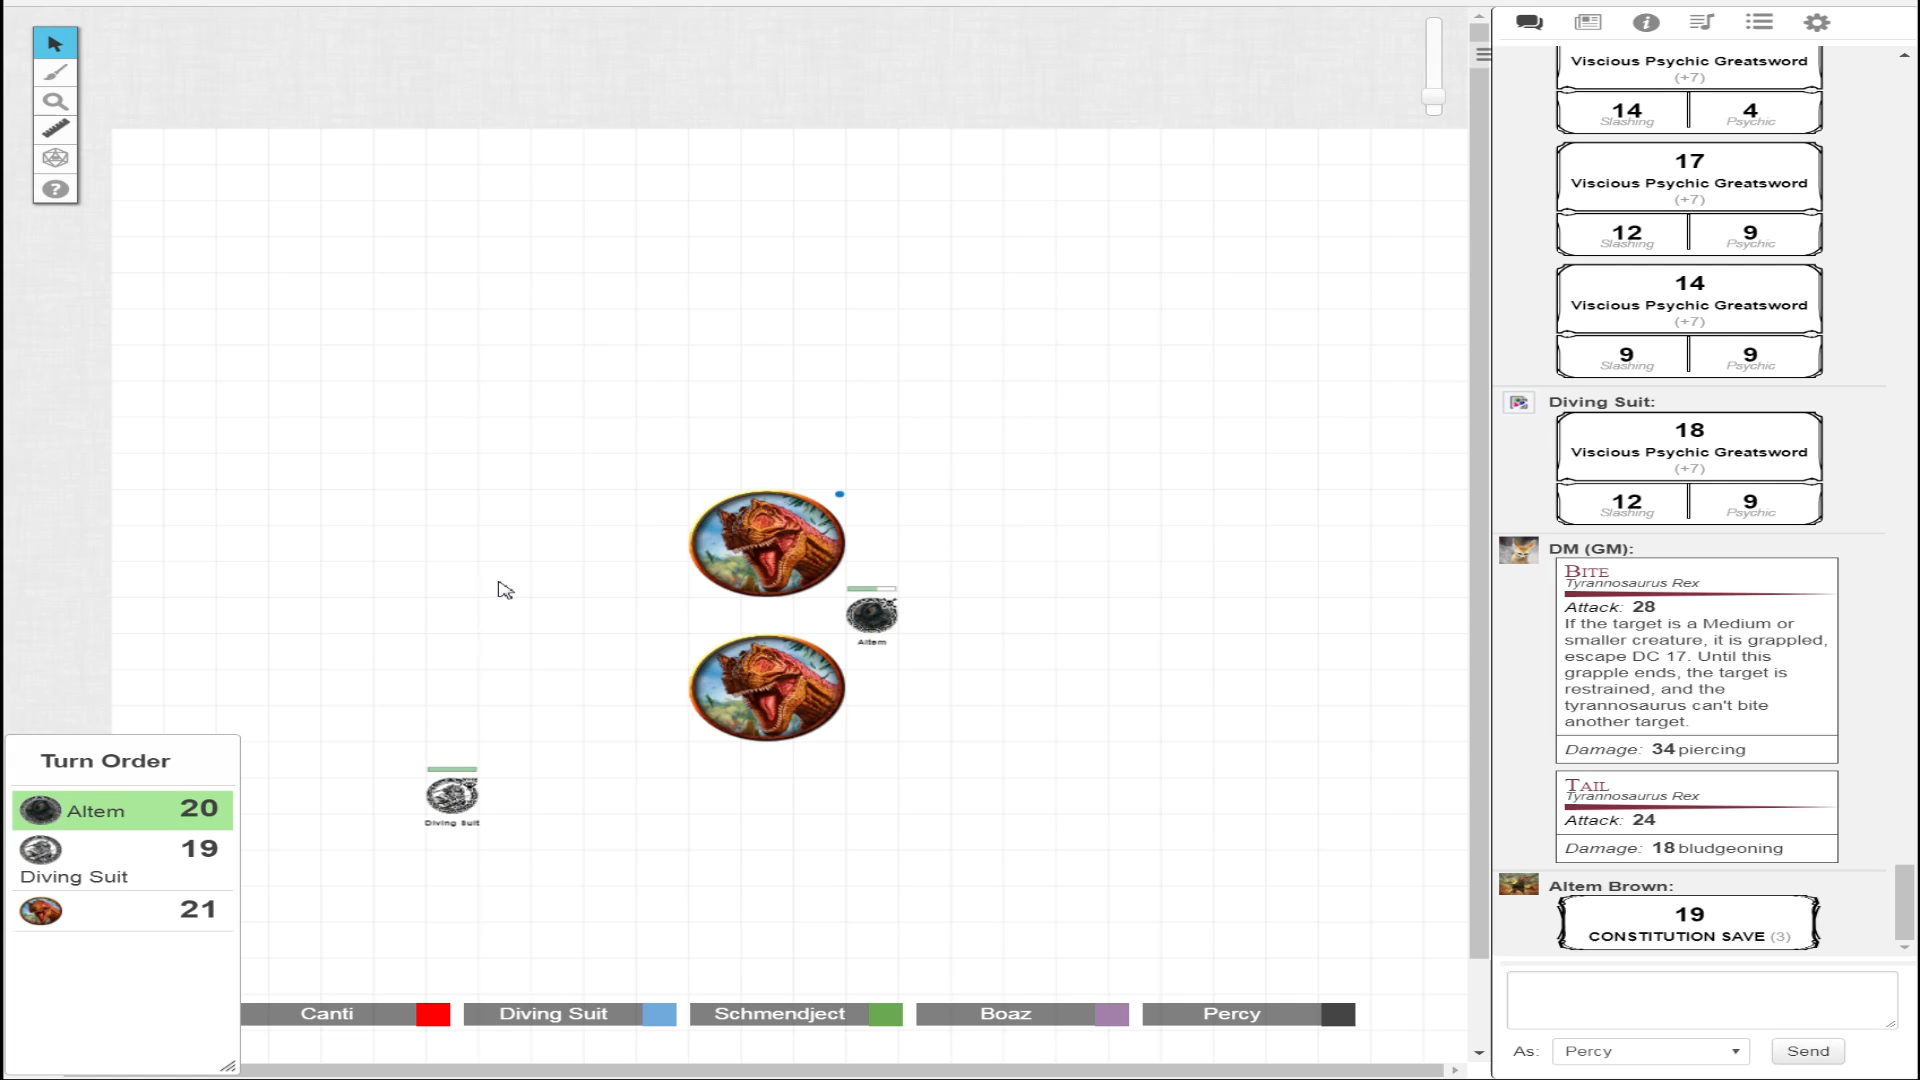 Viscious Psychic Greatsword
(+7)
14
Slashing
4
Psychic
17
Viscious Psychic Greatsword
(+7)
12
Slashing
9
Psychic
14
Viscious Psychic Greatsword
(+7)
9
Slashing
9
Psychic
Diving Suit:
18
Viscious Psychic Greatsword
(+7)
12
Slashing
9
Psychic
DM (GM):
BITE
Tyrannosaurus Rex
Attack: 28
If the target is a Medium or
smaller creature, it is grappled,
escape DC 17. Until this
grapple ends, the target is
restrained, and the
tyrannosaurus can't bite
another target.
Damage: 34 piercing
TAIL
Tyrannosaurus Rex
Attack: 24
Damage: 18 bludgeoning
Altem Brown:
19
CONSTITUTION SAVE (3)
As: Percy
Send
Altem
Diving Suit
Turn Order
Altem 20
19
Diving Suit
21
Canti
Diving Suit
Schmendject
Boaz
Percy